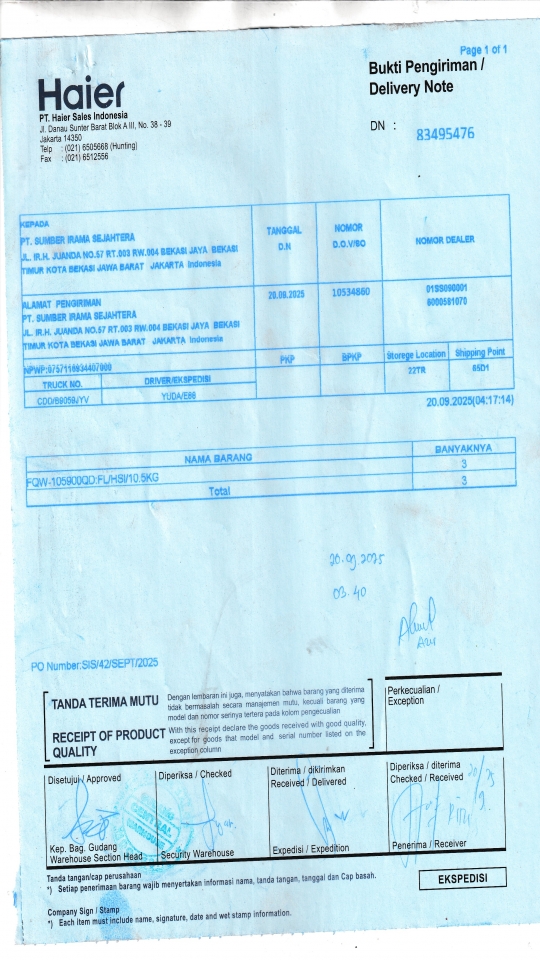 Page 1 of 1
Haier
Bukti Pengiriman /
Delivery Note
PT. Haier Sales Indonesia
Jl. Danau Sunter Barat Blok A III, No. 38 - 39
Jakarta 14350
Telp : (021) 6505668 (Hunting)
Fax : (021) 6512556
DN : 83495476
KEPADA
PT. SUMBER IRAMA SEJAHTERA
JL. IR.H. JUANDA NO.57 RT.003 RW.004 BEKASI JAYA BEKASI
TIMUR KOTA BEKASI JAWA BARAT JAKARTA Indonesia
TANGGAL
D.N
NOMOR
D.O.V/SO
NOMOR DEALER
ALAMAT PENGIRIMAN
PT. SUMBER IRAMA SEJAHTERA
JL. IR.H. JUANDA NO.57 RT.003 RW.004 BEKASI JAYA BEKASI
TIMUR KOTA BEKASI JAWA BARAT JAKARTA Indonesia
20.09.2025
10534860
NPWP:
PKP
BPKP
Storege Location
Shipping Point
22TR
65D1
TRUCK NO.
DRIVER/EKSPEDISI
YUDA/E66
20.09.2025(04:17:14)
NAMA BARANG
BANYAKNYA
FQW-105900QD:FL/HSI/10.5KG
3
Total
3
20.09 2025
03.40
PO Number:SIS/42/SEPT/2025
TANDA TERIMA MUTU
Dengan lembaran ini juga, menyatakan bahwa barang yang diterima
tidak bermasalah secara manajemen mutu, kecuali barang yang
model dan nomor serinya tertera pada kolom pengecualian
RECEIPT OF PRODUCT
QUALITY
With this receipt declare the goods received with good quality,
except for goods that model and serial number listed on the
exception column
Perkecualian /
Exception
Disetujui / Approved
Diperiksa / Checked
Diterima / dikirimkan
Received / Delivered
Diperiksa / diterima
Checked / Received
CENTRAL
Kep. Bag. Gudang
Warehouse Section Head
Security Warehouse
Expedisi / Expedition
Penerima / Receiver
Tanda tangan/cap perusahaan
*) Setiap penerimaan barang wajib menyertakan informasi nama, tanda tangan, tanggal dan Cap basah.
EKSPEDISI
Company Sign / Stamp
*) Each item must include name, signature, date and wet stamp information.